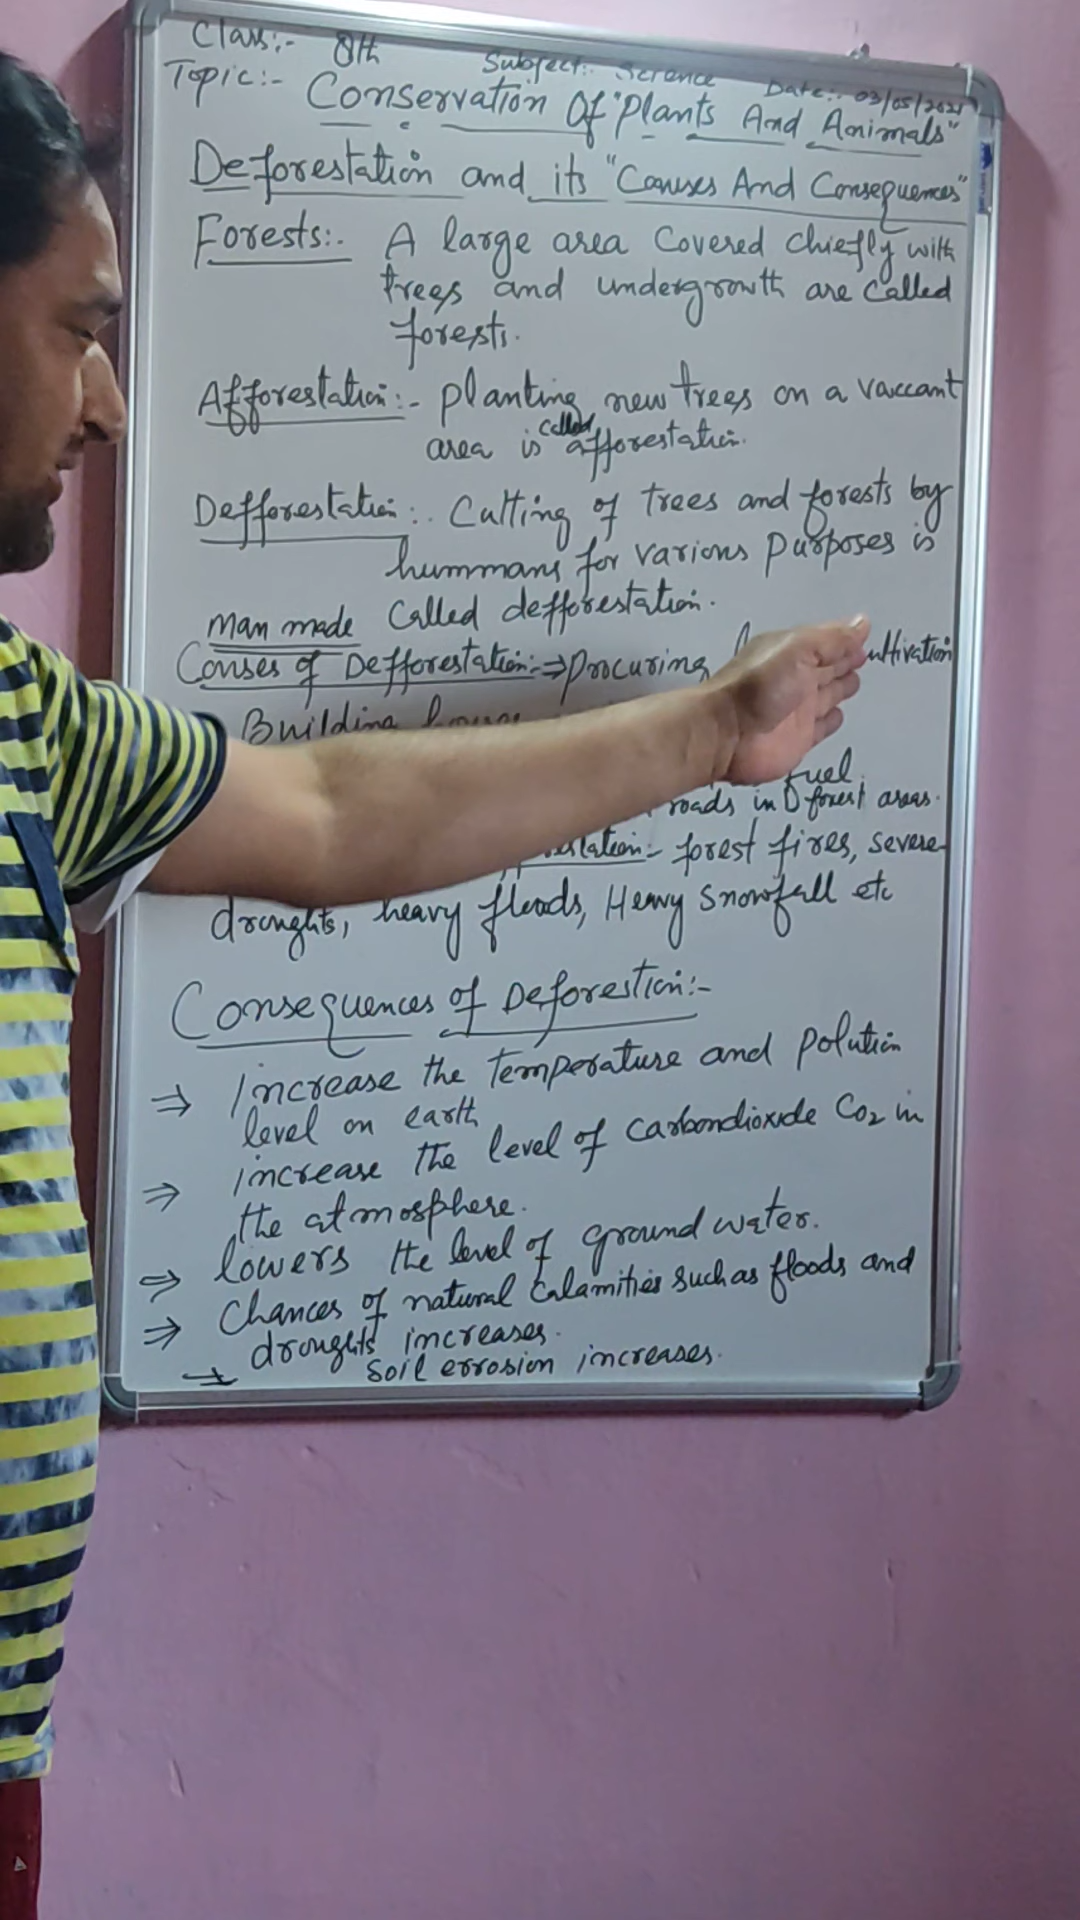 Class:- 8th Subject:- Science Date:- 03/05/2021
Topic:- Conservation Of "Plants And Animals"
Deforestation and its "Causes And Consequences"
Forests:- A large area Covered chiefly with
trees and undergrowth are called
forests.
Afforestation:- Planting new trees on a vaccant
area is called afforestation.
Defforestation:- Cutting of trees and forests by
hummans for various purposes is
man made Called defforestation.
Conses of Defforestation:- ⇒ procuring ultivation
Building
fuel.
roads in forest areas.
estation:- forest fires, severe
droughts, heavy floods, Heavy Snowfall etc
Consequences of Deforestion:-
⇒ Increase the temperature and polution
level on earth
⇒ increase the level of carbondioxide CO2 in
the atmosphere.
⇒ lowers the level of ground water.
⇒ Chances of natural Calamities such as floods and
droughts increases.
→ Soil errosion increases.